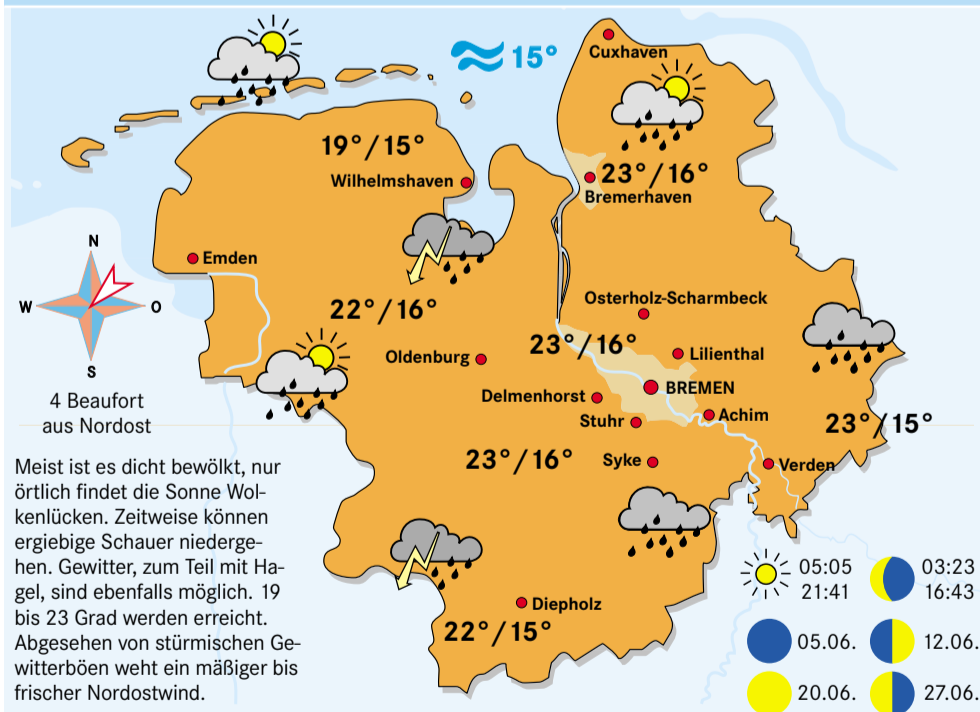 15°
Cuxhaven
19°/15°
Wilhelmshaven
23°/16°
Bremerhaven
N
W
O
S
Emden
22°/16°
Osterholz-Scharmbeck
23°/16°
Oldenburg
Lilienthal
BREMEN
Delmenhorst
Achim
Stuhr
23°/15°
23°/16°
Syke
Verden
4 Beaufort
aus Nordost
Meist ist es dicht bewölkt, nur
örtlich findet die Sonne Wol-
kenlücken. Zeitweise können
ergiebige Schauer niederge-
hen. Gewitter, zum Teil mit Ha-
gel, sind ebenfalls möglich. 19
bis 23 Grad werden erreicht.
Abgesehen von stürmischen Ge-
witterböen weht ein mäßiger bis
frischer Nordostwind.
Diepholz
22°/15°
05:05
21:41
03:23
16:43
05.06.
12.06.
20.06.
27.06.